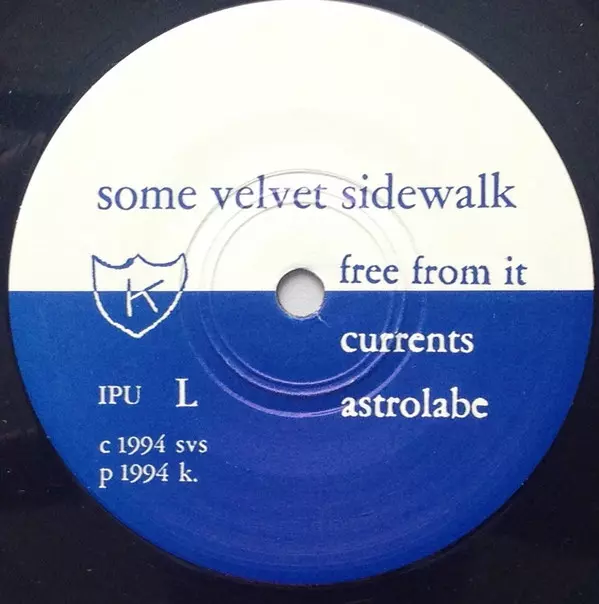 some velvet sidewalk
K
free from it
currents
astrolabe
IPU L
c 1994 svs
p 1994 k.